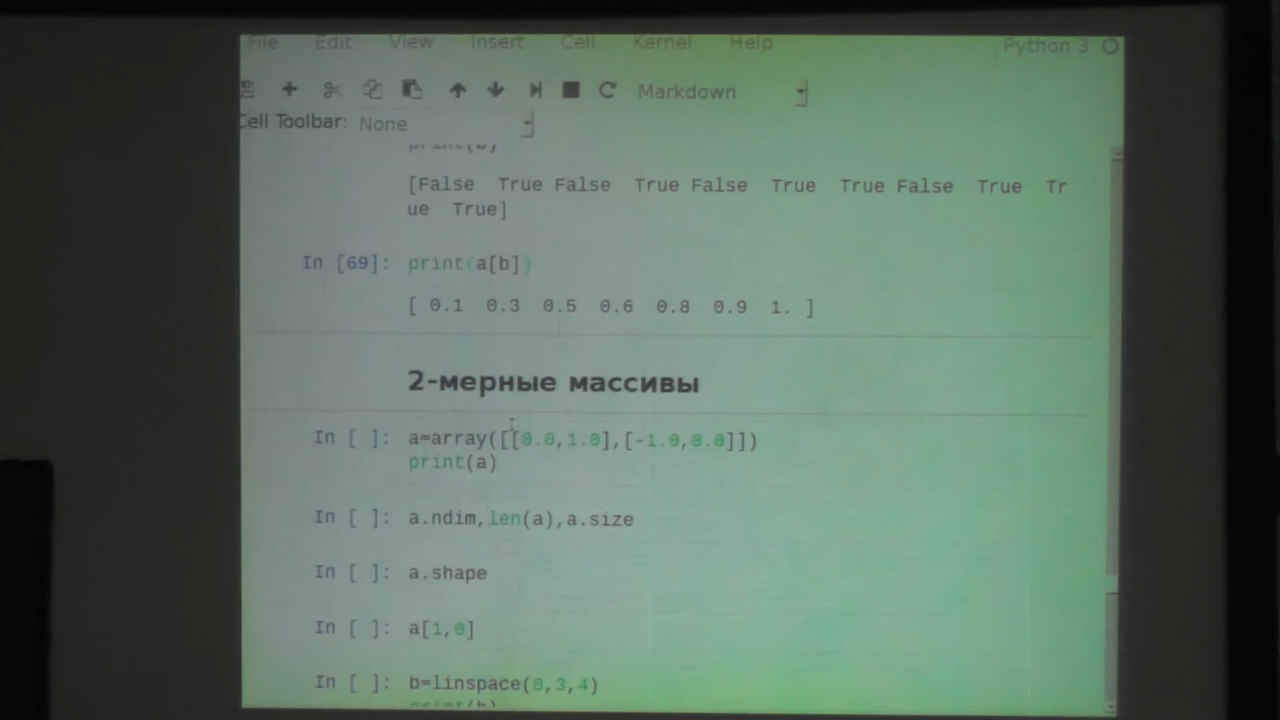 File Edit View Insert Cell Kernel Help Python 3
Markdown
Cell Toolbar: None
print(b)
[False  True False  True False  True  True False  True  Tr
ue  True]
In [69]: print(a[b])
[ 0.1  0.3  0.5  0.6  0.8  0.9  1. ]
2-мерные массивы
In [ ]: a=array([[0.0,1.0],[-1.0,0.0]])
print(a)
In [ ]: a.ndim,len(a),a.size
In [ ]: a.shape
In [ ]: a[1,0]
In [ ]: b=linspace(0,3,4)
print(b)